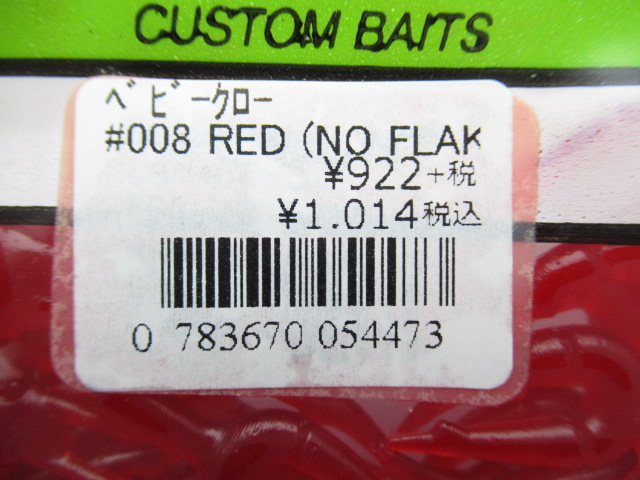 CUSTOM BAITS
ﾍﾞﾋﾞｰｸﾛｰ
#008 RED (NO FLAK
¥922+税
¥1.014税込
0 783670 054473